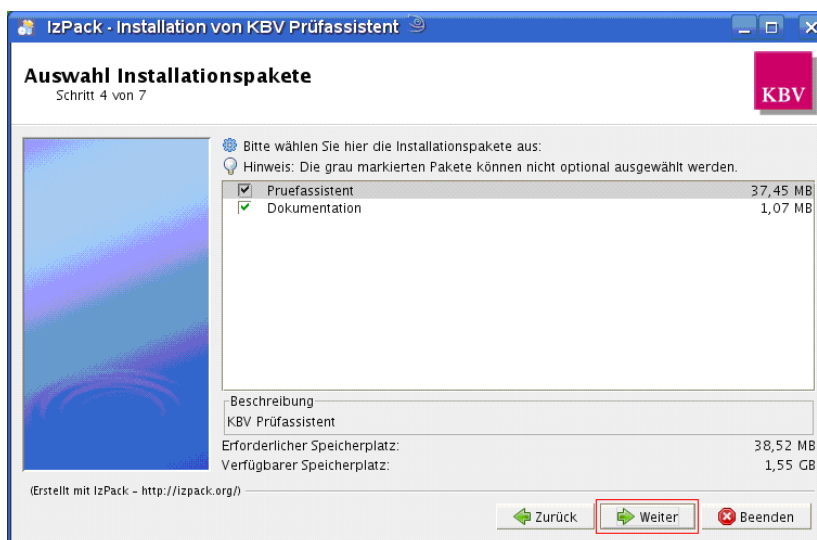 IzPack - Installation von KBV Prüfassistent
Auswahl Installationspakete
Schritt 4 von 7
KBV
Bitte wählen Sie hier die Installationspakete aus:
Hinweis: Die grau markierten Pakete können nicht optional ausgewählt werden.
Pruefassistent 37,45 MB
Dokumentation 1,07 MB
Beschreibung
KBV Prüfassistent
Erforderlicher Speicherplatz: 38,52 MB
Verfügbarer Speicherplatz: 1,55 GB
(Erstellt mit IzPack - http://izpack.org/)
Zurück Weiter Beenden